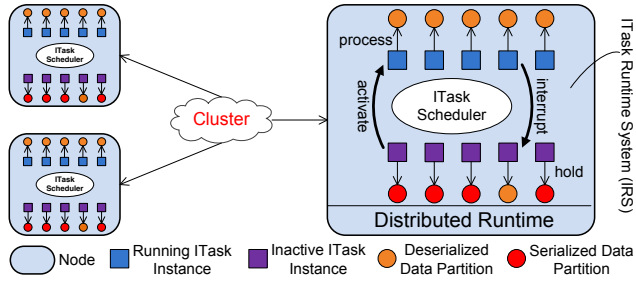 ITask
Scheduler
ITask
Scheduler
Cluster
process
activate
ITask
Scheduler
interrupt
hold
Distributed Runtime
ITask Runtime System (IRS)
Node
Running ITask
Instance
Inactive ITask
Instance
Deserialized
Data Partition
Serialized Data
Partition